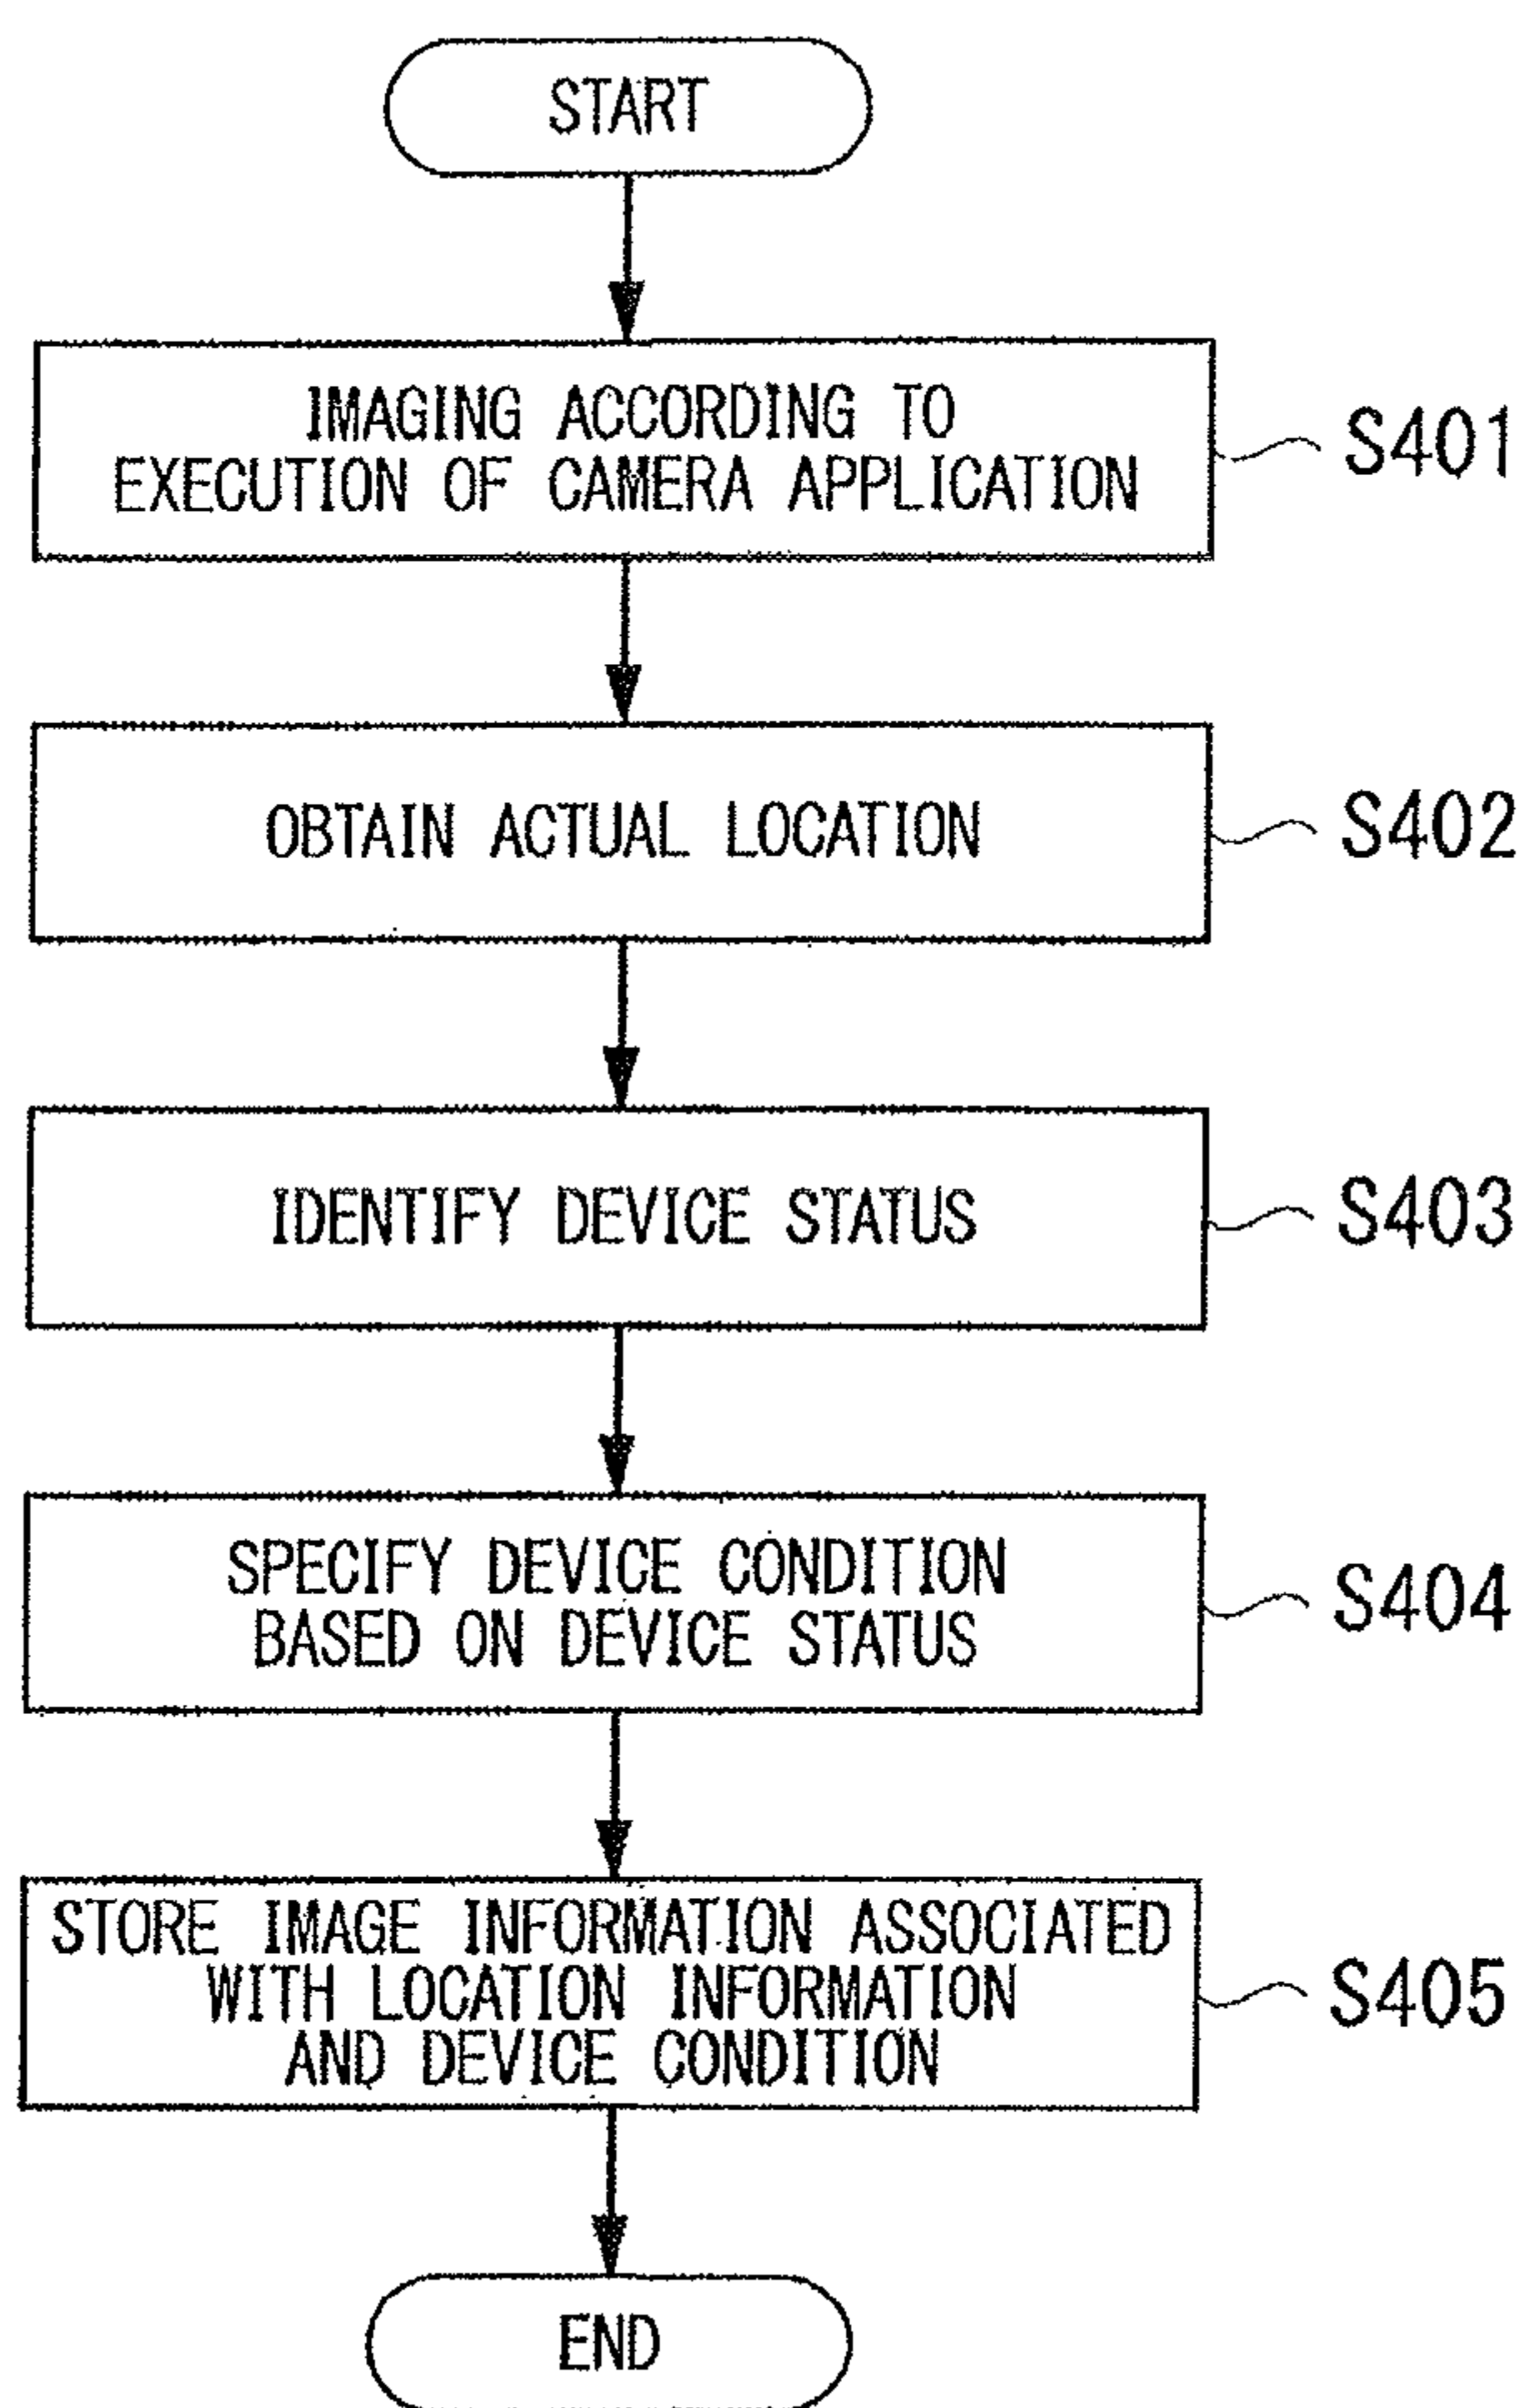 START
IMAGING ACCORDING TO
EXECUTION OF CAMERA APPLICATION
S401
OBTAIN ACTUAL LOCATION
S402
IDENTIFY DEVICE STATUS
S403
SPECIFY DEVICE CONDITION
BASED ON DEVICE STATUS
S404
STORE IMAGE INFORMATION ASSOCIATED
WITH LOCATION INFORMATION
AND DEVICE CONDITION
S405
END